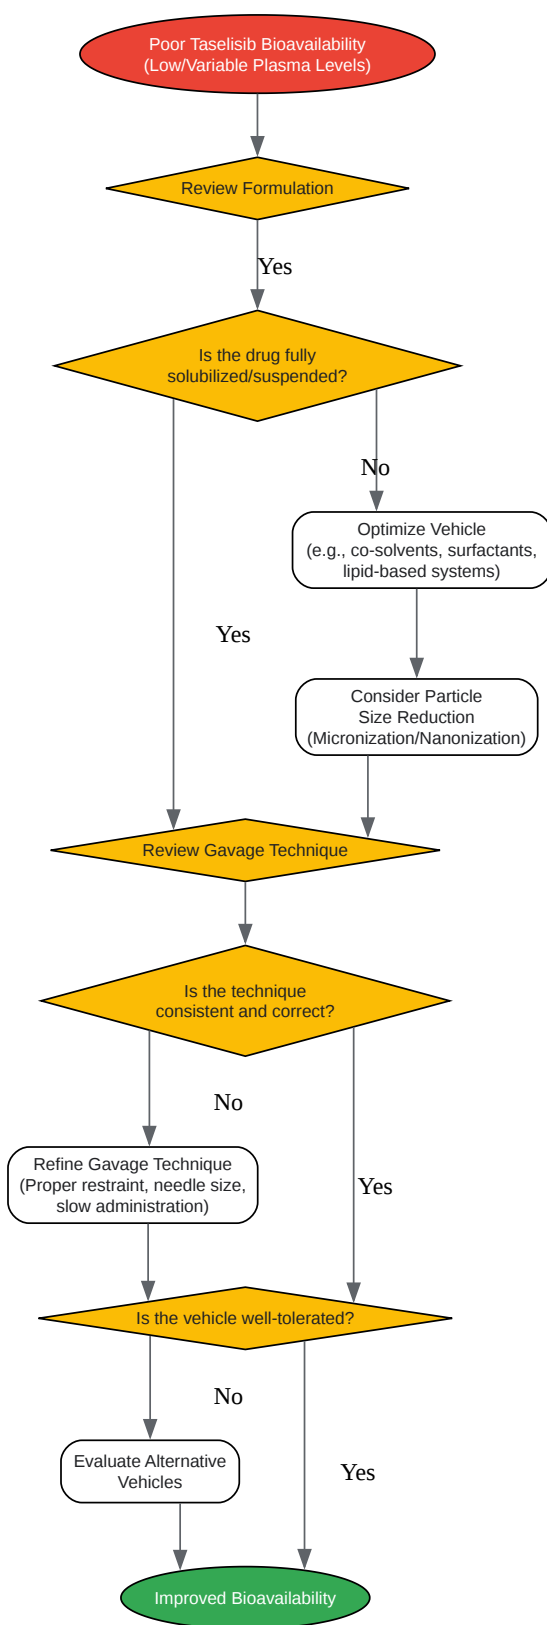 Poor Taselisib Bioavailability
(Low/Variable Plasma Levels)
Review Formulation
Yes
Is the drug fully
solubilized/suspended?
No
Optimize Vehicle
(e.g., co-solvents, surfactants,
lipid-based systems)
Yes
Consider Particle
Size Reduction
(Micronization/Nanonization)
Review Gavage Technique
Is the technique
consistent and correct?
No
Refine Gavage Technique
(Proper restraint, needle size,
slow administration)
Yes
Is the vehicle well-tolerated?
No
Evaluate Alternative
Vehicles
Yes
Improved Bioavailability